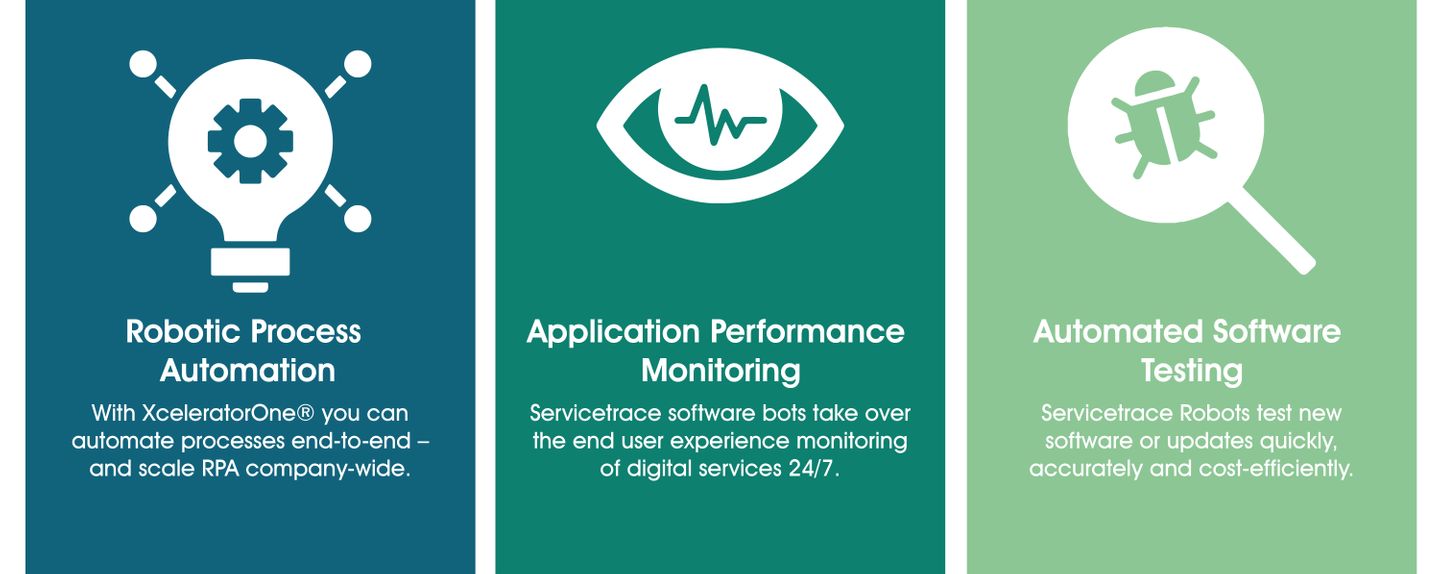 Robotic Process
Automation
With XceleratorOne® you can
automate processes end-to-end –
and scale RPA company-wide.
Application Performance
Monitoring
Servicetrace software bots take over
the end user experience monitoring
of digital services 24/7.
Automated Software
Testing
Servicetrace Robots test new
software or updates quickly,
accurately and cost-efficiently.